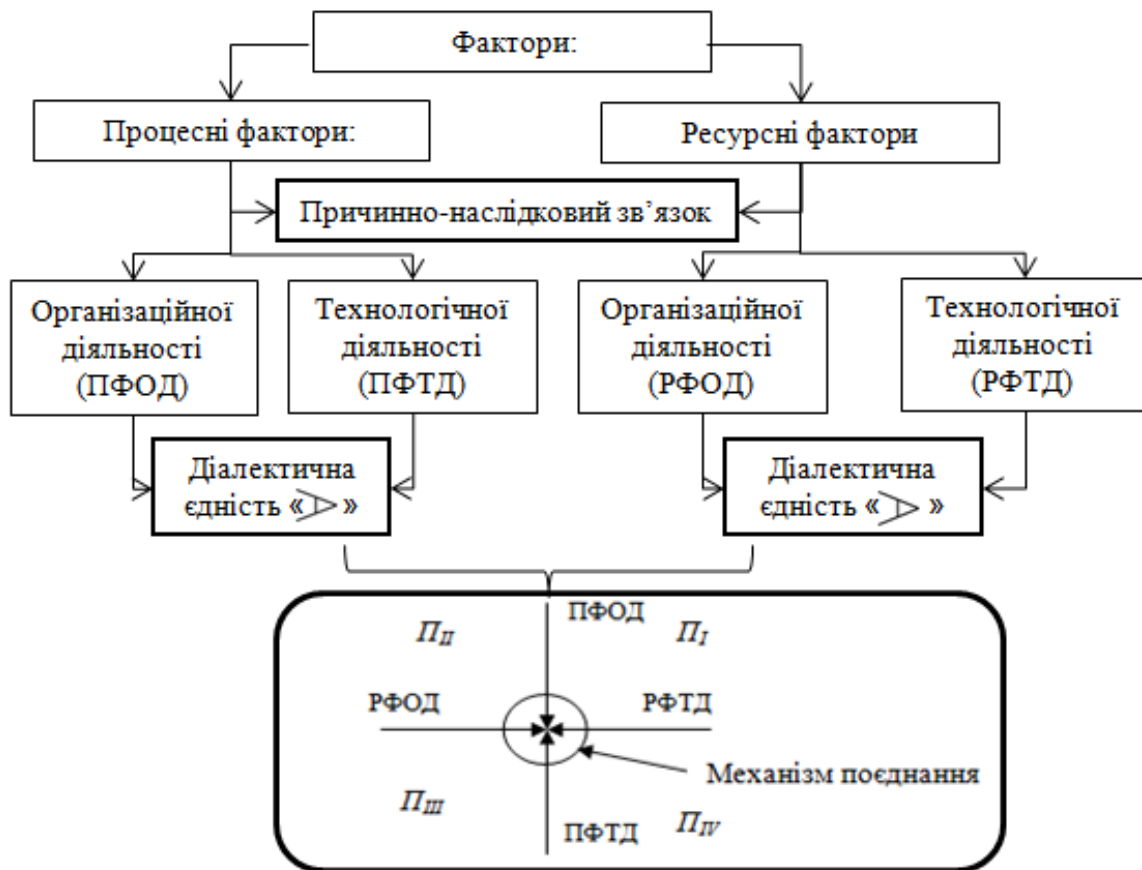 Фактори:
Процесні фактори:
Ресурсні фактори
Причинно-наслідковий зв’язок
Організаційної
діяльності
(ПФОД)
Технологічної
діяльності
(ПФТД)
Організаційної
діяльності
(РФОД)
Технологічної
діяльності
(РФТД)
Діалектична
єдність «⩜»
Діалектична
єдність «⩜»
ПФОД
П_II
П_I
РФОД
РФТД
Механізм поєднання
П_III
ПФТД
П_IV